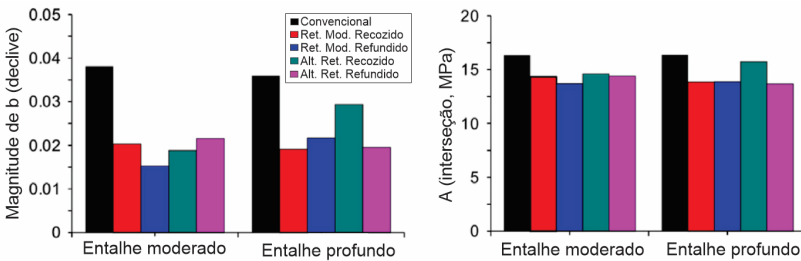 Magnitude de b (declive)
0.05
0.04
0.03
0.02
0.01
0
Convencional
Ret. Mod. Recozido
Ret. Mod. Refundido
Alt. Ret. Recozido
Alt. Ret. Refundido
Entalhe moderado
Entalhe profundo
A (interseção, MPa)
20
15
10
5
0
Entalhe moderado
Entalhe profundo